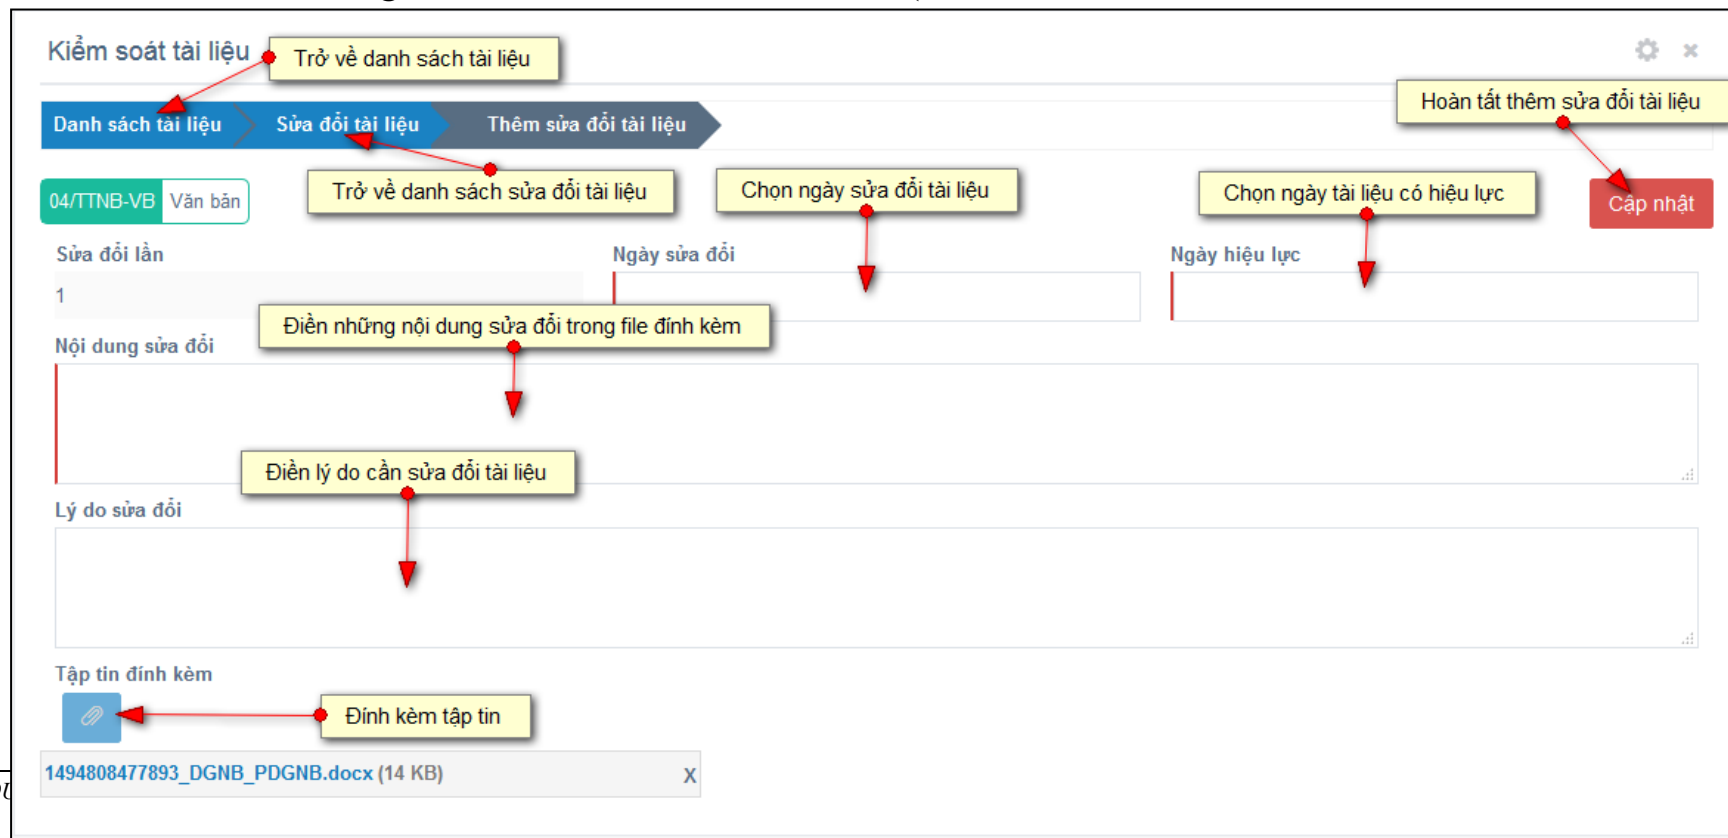 Kiểm soát tài liệu
Trở về danh sách tài liệu
Hoàn tất thêm sửa đổi tài liệu
Danh sách tài liệu
Sửa đổi tài liệu
Thêm sửa đổi tài liệu
Trở về danh sách sửa đổi tài liệu
Chọn ngày sửa đổi tài liệu
Chọn ngày tài liệu có hiệu lực
04/TTNB-VB Văn bản
Cập nhật
Sửa đổi lần
Ngày sửa đổi
Ngày hiệu lực
1
Điền những nội dung sửa đổi trong file đính kèm
Nội dung sửa đổi
Điền lý do cần sửa đổi tài liệu
Lý do sửa đổi
Tập tin đính kèm
Đính kèm tập tin
1494808477893_DGNB_PDGNB.docx (14 KB) X